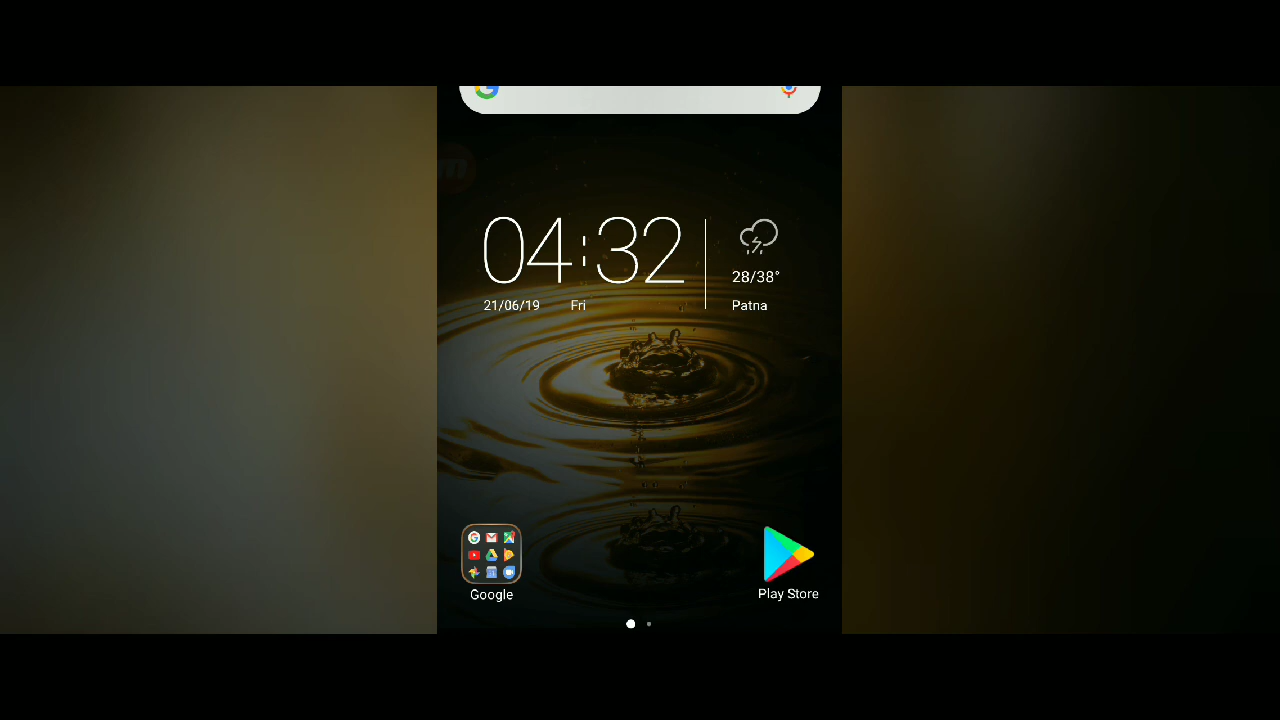 04:32
28/38°
21/06/19 Fri
Patna
Google
Play Store